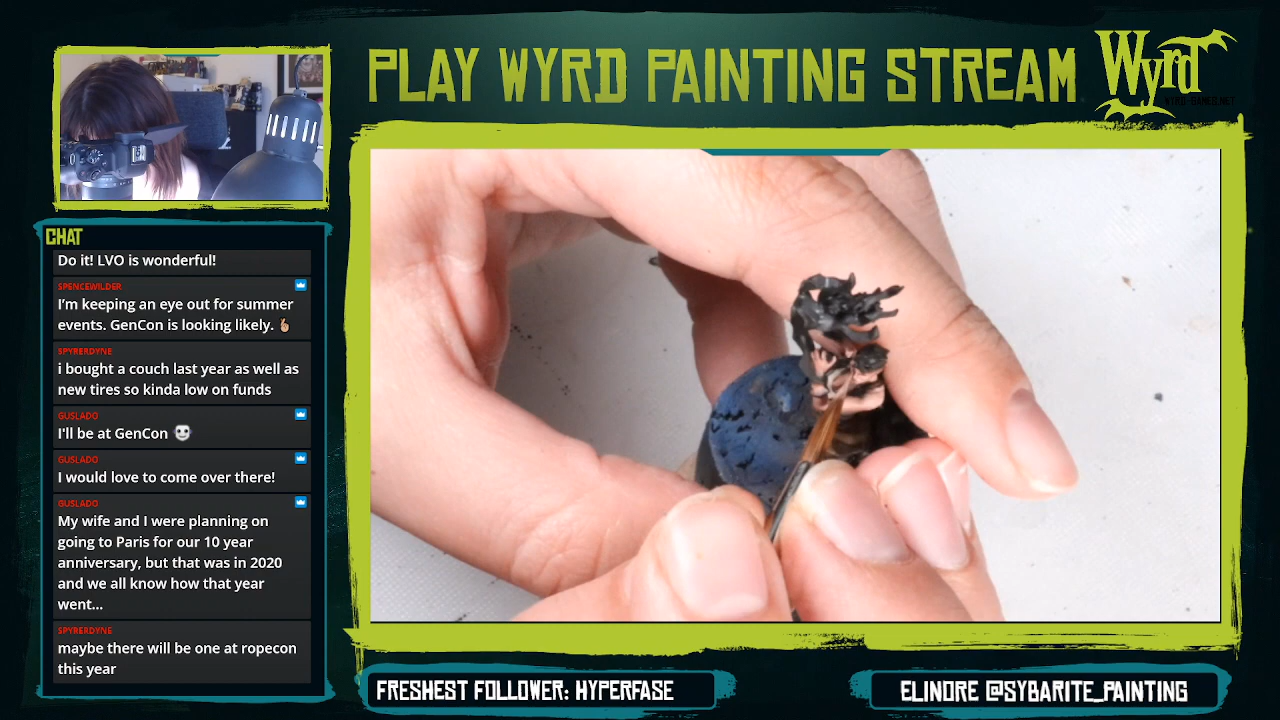 PLAY WYRD PAINTING STREAM
Wyrd
WYRD-GAMES.NET
CHAT
Do it! LVO is wonderful!
SPENCEWILDER
I'm keeping an eye out for summer
events. GenCon is looking likely.
SPYRERDYNE
i bought a couch last year as well as
new tires so kinda low on funds
GUSLADO
I'll be at GenCon
GUSLADO
I would love to come over there!
GUSLADO
My wife and I were planning on
going to Paris for our 10 year
anniversary, but that was in 2020
and we all know how that year
went...
SPYRERDYNE
maybe there will be one at ropecon
this year
FRESHEST FOLLOWER: HYPERFASE
ELINORE @SYBARITE_PAINTING